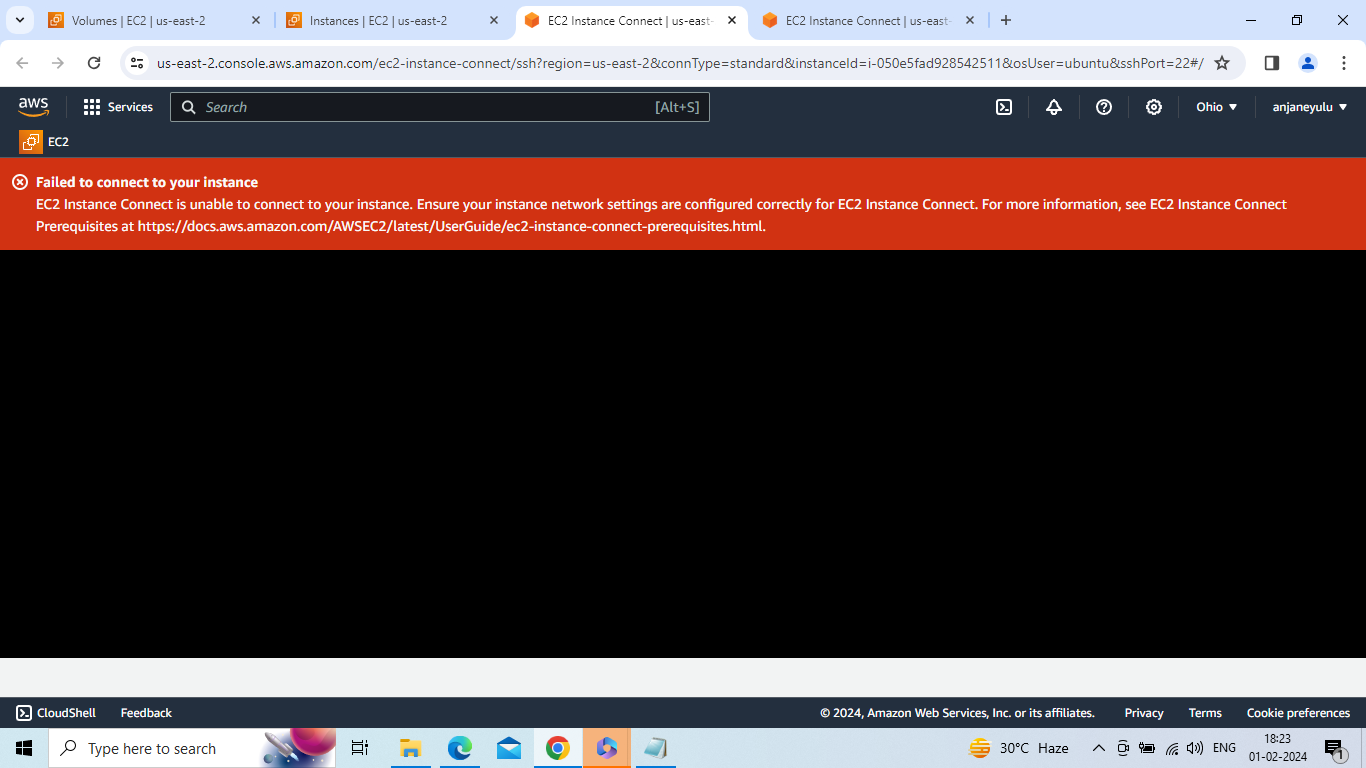 Volumes | EC2 | us-east-2
Instances | EC2 | us-east-2
EC2 Instance Connect | us-east-
EC2 Instance Connect | us-east-
us-east-2.console.aws.amazon.com/ec2-instance-connect/ssh?region=us-east-2&connType=standard&instanceId=i-050e5fad928542511&osUser=ubuntu&sshPort=22#/
aws Services Search [Alt+S] Ohio anjaneyulu
EC2
Failed to connect to your instance
EC2 Instance Connect is unable to connect to your instance. Ensure your instance network settings are configured correctly for EC2 Instance Connect. For more information, see EC2 Instance Connect
Prerequisites at https://docs.aws.amazon.com/AWSEC2/latest/UserGuide/ec2-instance-connect-prerequisites.html.
CloudShell Feedback © 2024, Amazon Web Services, Inc. or its affiliates. Privacy Terms Cookie preferences
Type here to search 30°C Haze ENG 18:23
01-02-2024 1